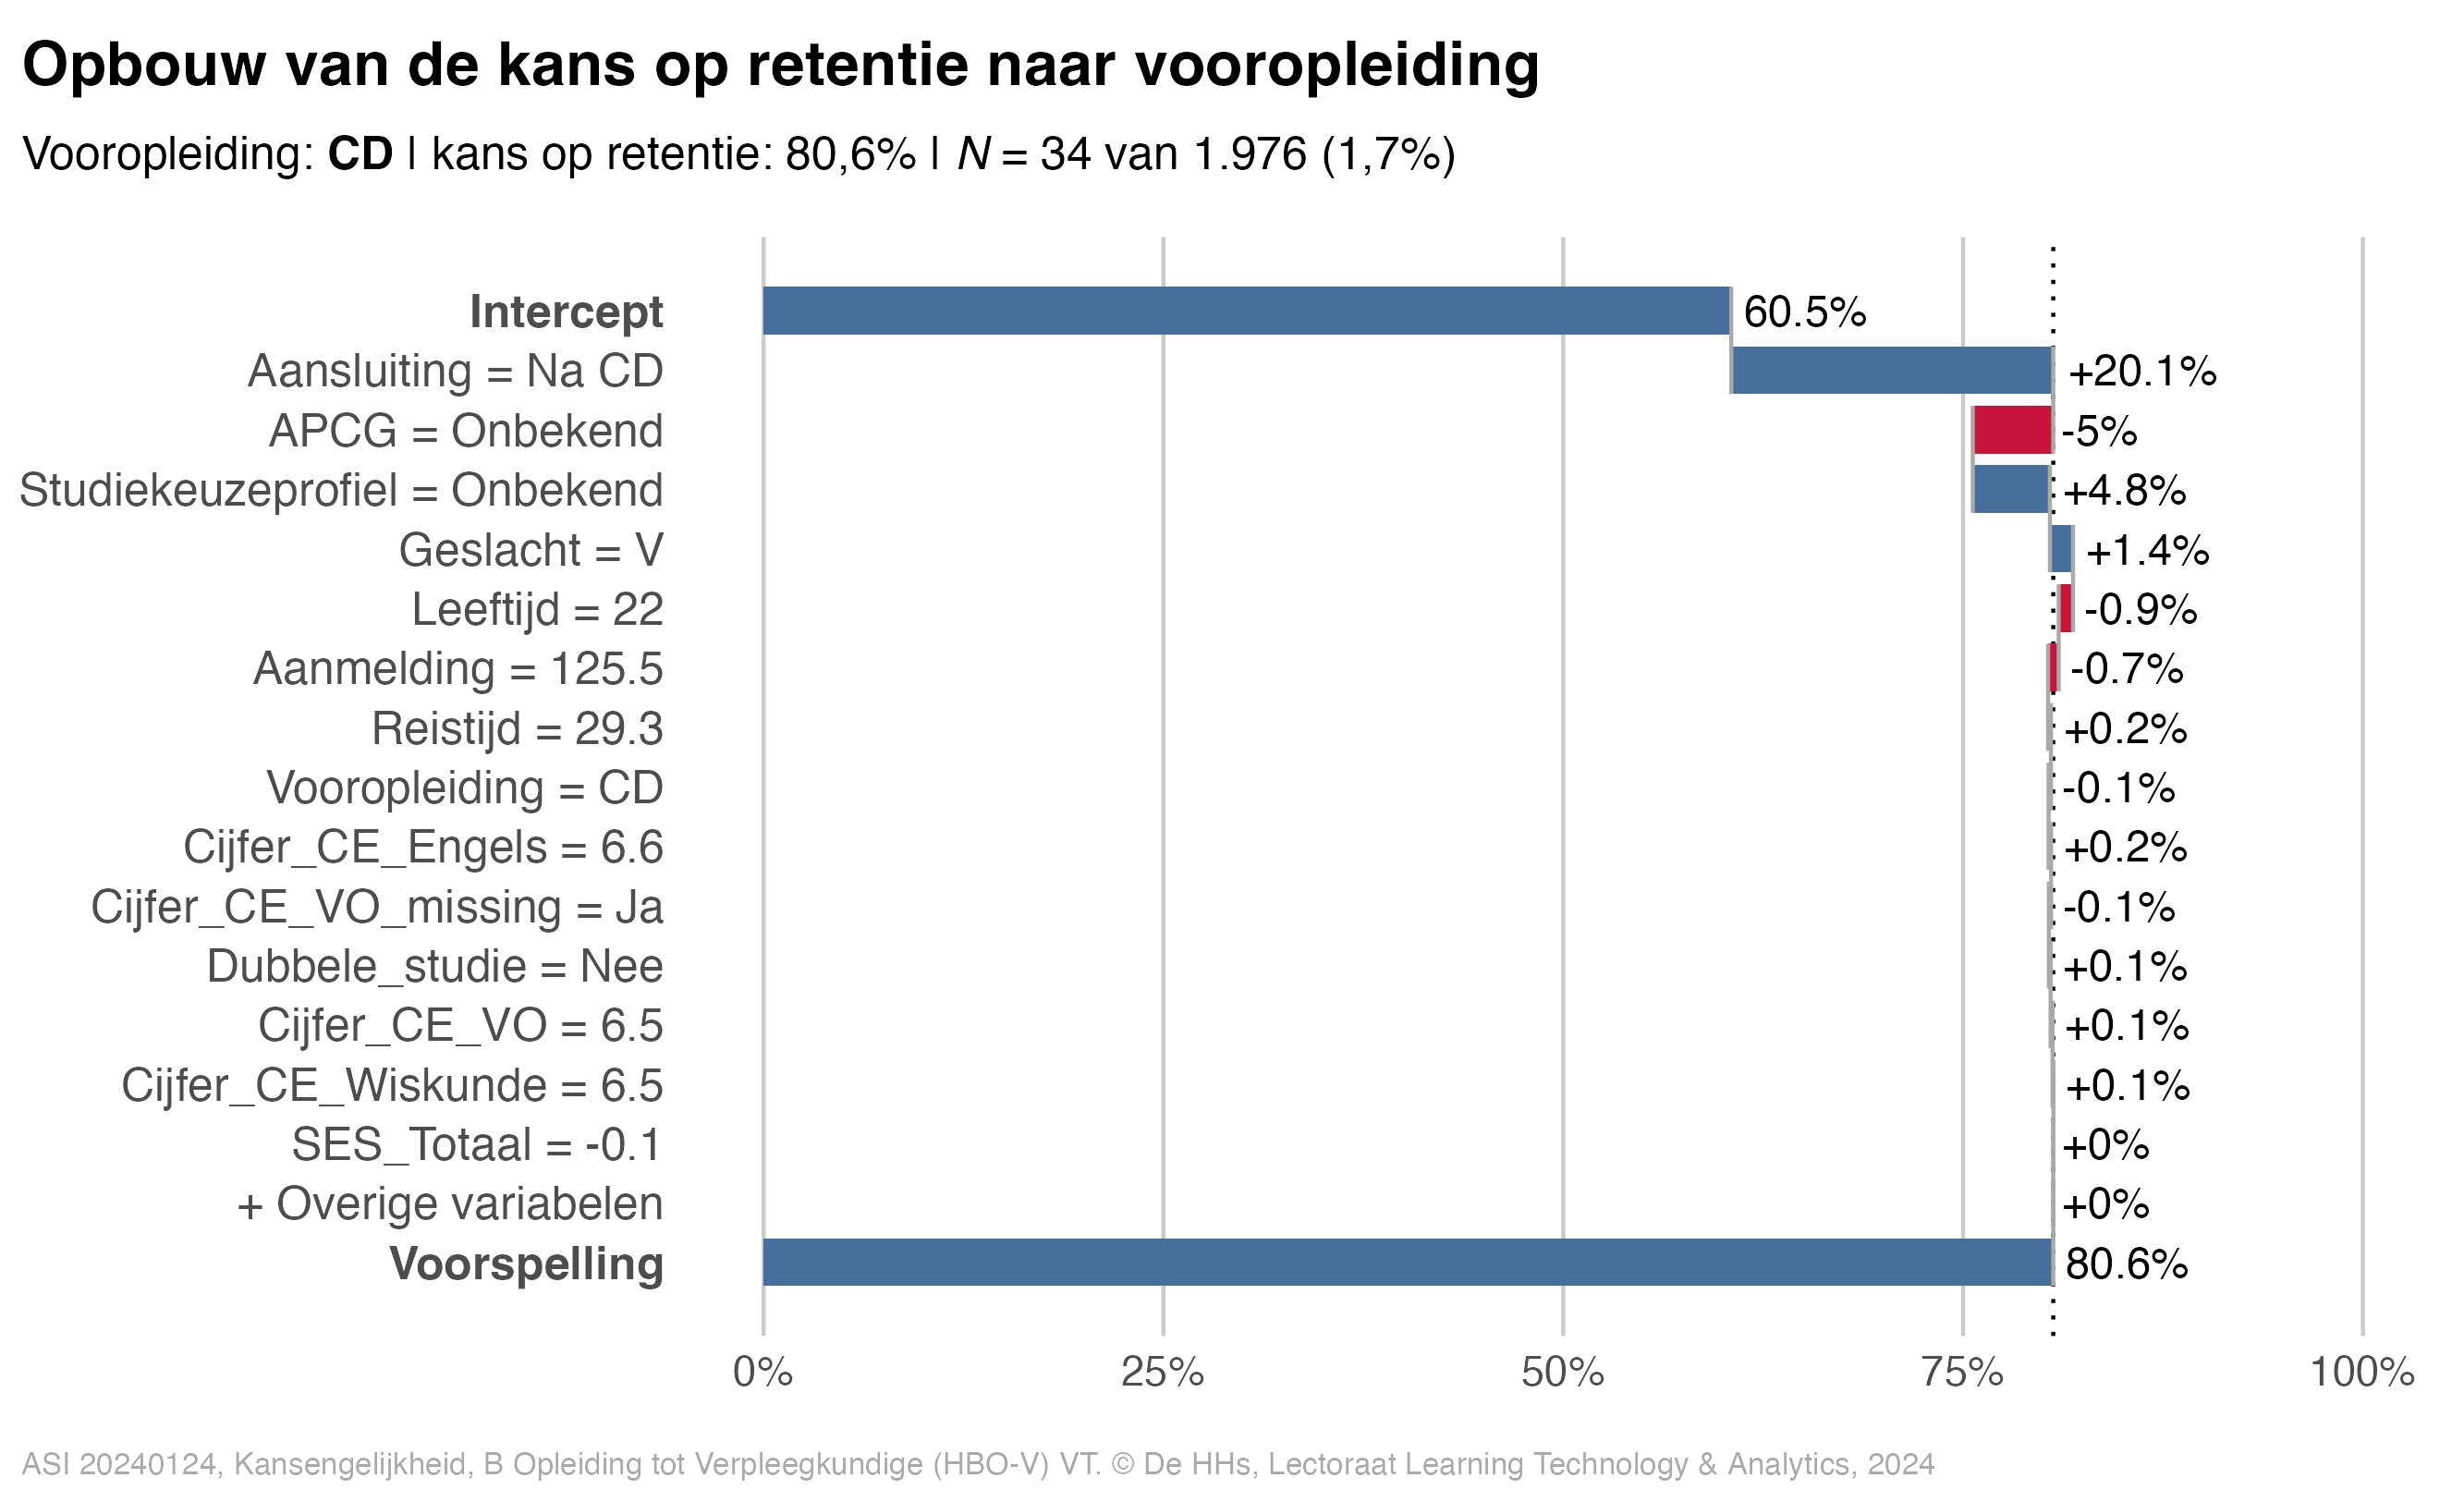 Opbouw van de kans op retentie naar vooropleiding
Vooropleiding: CD | kans op retentie: 80,6% | N = 34 van 1.976 (1,7%)
Intercept 60.5%
Aansluiting = Na CD +20.1%
APCG = Onbekend -5%
Studiekeuzeprofiel = Onbekend +4.8%
Geslacht = V +1.4%
Leeftijd = 22 -0.9%
Aanmelding = 125.5 -0.7%
Reistijd = 29.3 +0.2%
Vooropleiding = CD -0.1%
Cijfer_CE_Engels = 6.6 +0.2%
Cijfer_CE_VO_missing = Ja -0.1%
Dubbele_studie = Nee +0.1%
Cijfer_CE_VO = 6.5 +0.1%
Cijfer_CE_Wiskunde = 6.5 +0.1%
SES_Totaal = -0.1 +0%
+ Overige variabelen +0%
Voorspelling 80.6%
0% 25% 50% 75% 100%
ASI 20240124, Kansengelijkheid, B Opleiding tot Verpleegkundige (HBO-V) VT. © De HHs, Lectoraat Learning Technology & Analytics, 2024